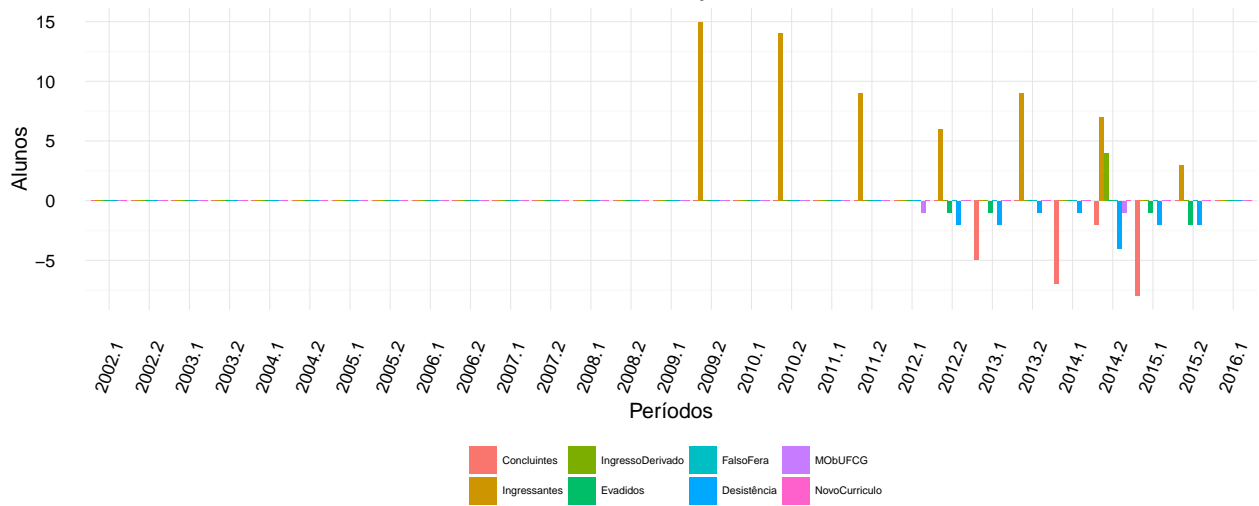 15
10
5
0
−5
Alunos
2002.1 2002.2 2003.1 2003.2 2004.1 2004.2 2005.1 2005.2 2006.1 2006.2 2007.1 2007.2 2008.1 2008.2 2009.1 2009.2 2010.1 2010.2 2011.1 2011.2 2012.1 2012.2 2013.1 2013.2 2014.1 2014.2 2015.1 2015.2 2016.1
Períodos
Concluintes IngressoDerivado FalsoFera MObUFCG
Ingressantes Evadidos Desistência NovoCurriculo